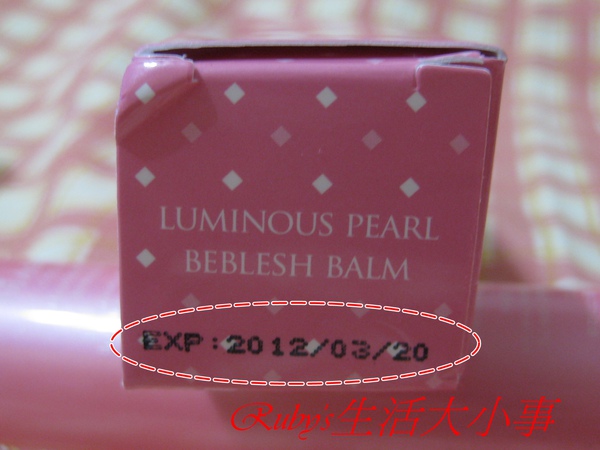 LUMINOUS PEARL
BEBLESH BALM
EXP:2012/03/20
Ruby's生活大小事